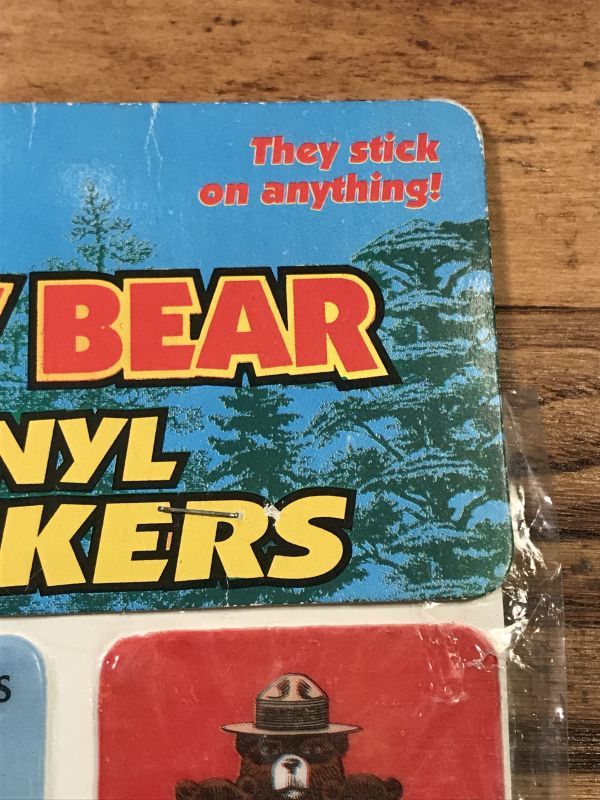 They stick
on anything!
Y BEAR
NYL
KERS
S